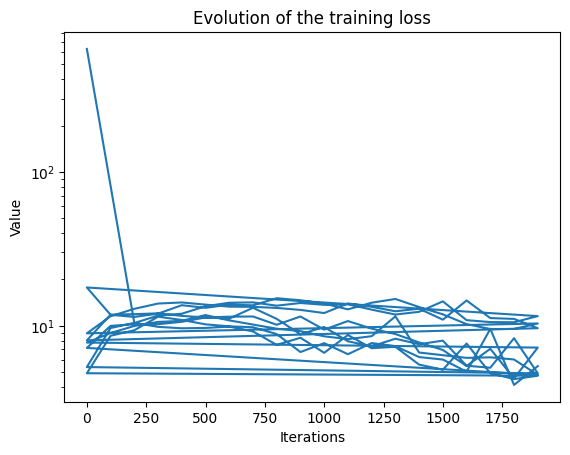 Evolution of the training loss
Value
10²
10¹
0 250 500 750 1000 1250 1500 1750
Iterations